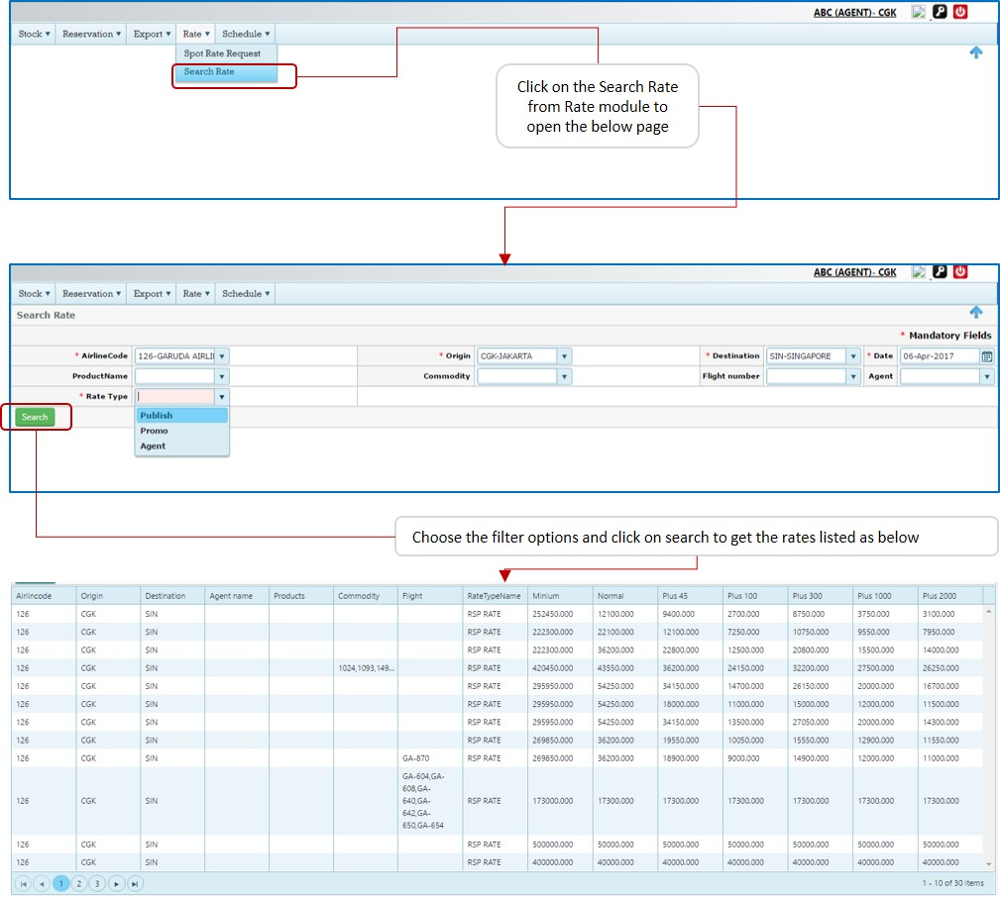 ABC (AGENT)- CGK
Stock Reservation Export Rate Schedule
Spot Rate Request
Search Rate
Click on the Search Rate
from Rate module to
open the below page
ABC (AGENT)- CGK
Stock Reservation Export Rate Schedule
Search Rate
* Mandatory Fields
* AirlineCode 126-GARUDA AIRLI * Origin CGK-JAKARTA * Destination SIN-SINGAPORE * Date 06-Apr-2017
ProductName Commodity Flight number Agent
* Rate Type
Search
Publish
Promo
Agent
Choose the filter options and click on search to get the rates listed as below
Airlincode Origin Destination Agent name Products Commodity Flight RateTypeName Minium Normal Plus 45 Plus 100 Plus 300 Plus 1000 Plus 2000
126 CGK SIN RSP RATE 252450.000 12100.000 9400.000 2700.000 8750.000 3750.000 3100.000
126 CGK SIN RSP RATE 222300.000 22100.000 12100.000 7250.000 10750.000 9550.000 7950.000
126 CGK SIN RSP RATE 222300.000 36200.000 22800.000 12500.000 20800.000 15500.000 14000.000
126 CGK SIN 1024,1093,149... RSP RATE 420450.000 43550.000 36200.000 24150.000 32200.000 27500.000 26250.000
126 CGK SIN RSP RATE 295950.000 54250.000 34150.000 14700.000 26150.000 20000.000 16700.000
126 CGK SIN RSP RATE 295950.000 54250.000 18000.000 11000.000 15000.000 12000.000 11500.000
126 CGK SIN RSP RATE 295950.000 54250.000 34150.000 13500.000 27050.000 20000.000 14300.000
126 CGK SIN RSP RATE 269850.000 36200.000 19550.000 10050.000 15550.000 12900.000 11550.000
126 CGK SIN GA-870 RSP RATE 269850.000 36200.000 18900.000 9000.000 14900.000 12000.000 11000.000
GA-604,GA-
608,GA-
126 CGK SIN 640,GA- RSP RATE 173000.000 17300.000 17300.000 17300.000 17300.000 17300.000 17300.000
642,GA-
650,GA-654
126 CGK SIN RSP RATE 500000.000 50000.000 50000.000 50000.000 50000.000 50000.000 50000.000
126 CGK SIN RSP RATE 400000.000 40000.000 40000.000 40000.000 40000.000 40000.000 40000.000
1 2 3 1 - 10 of 30 items